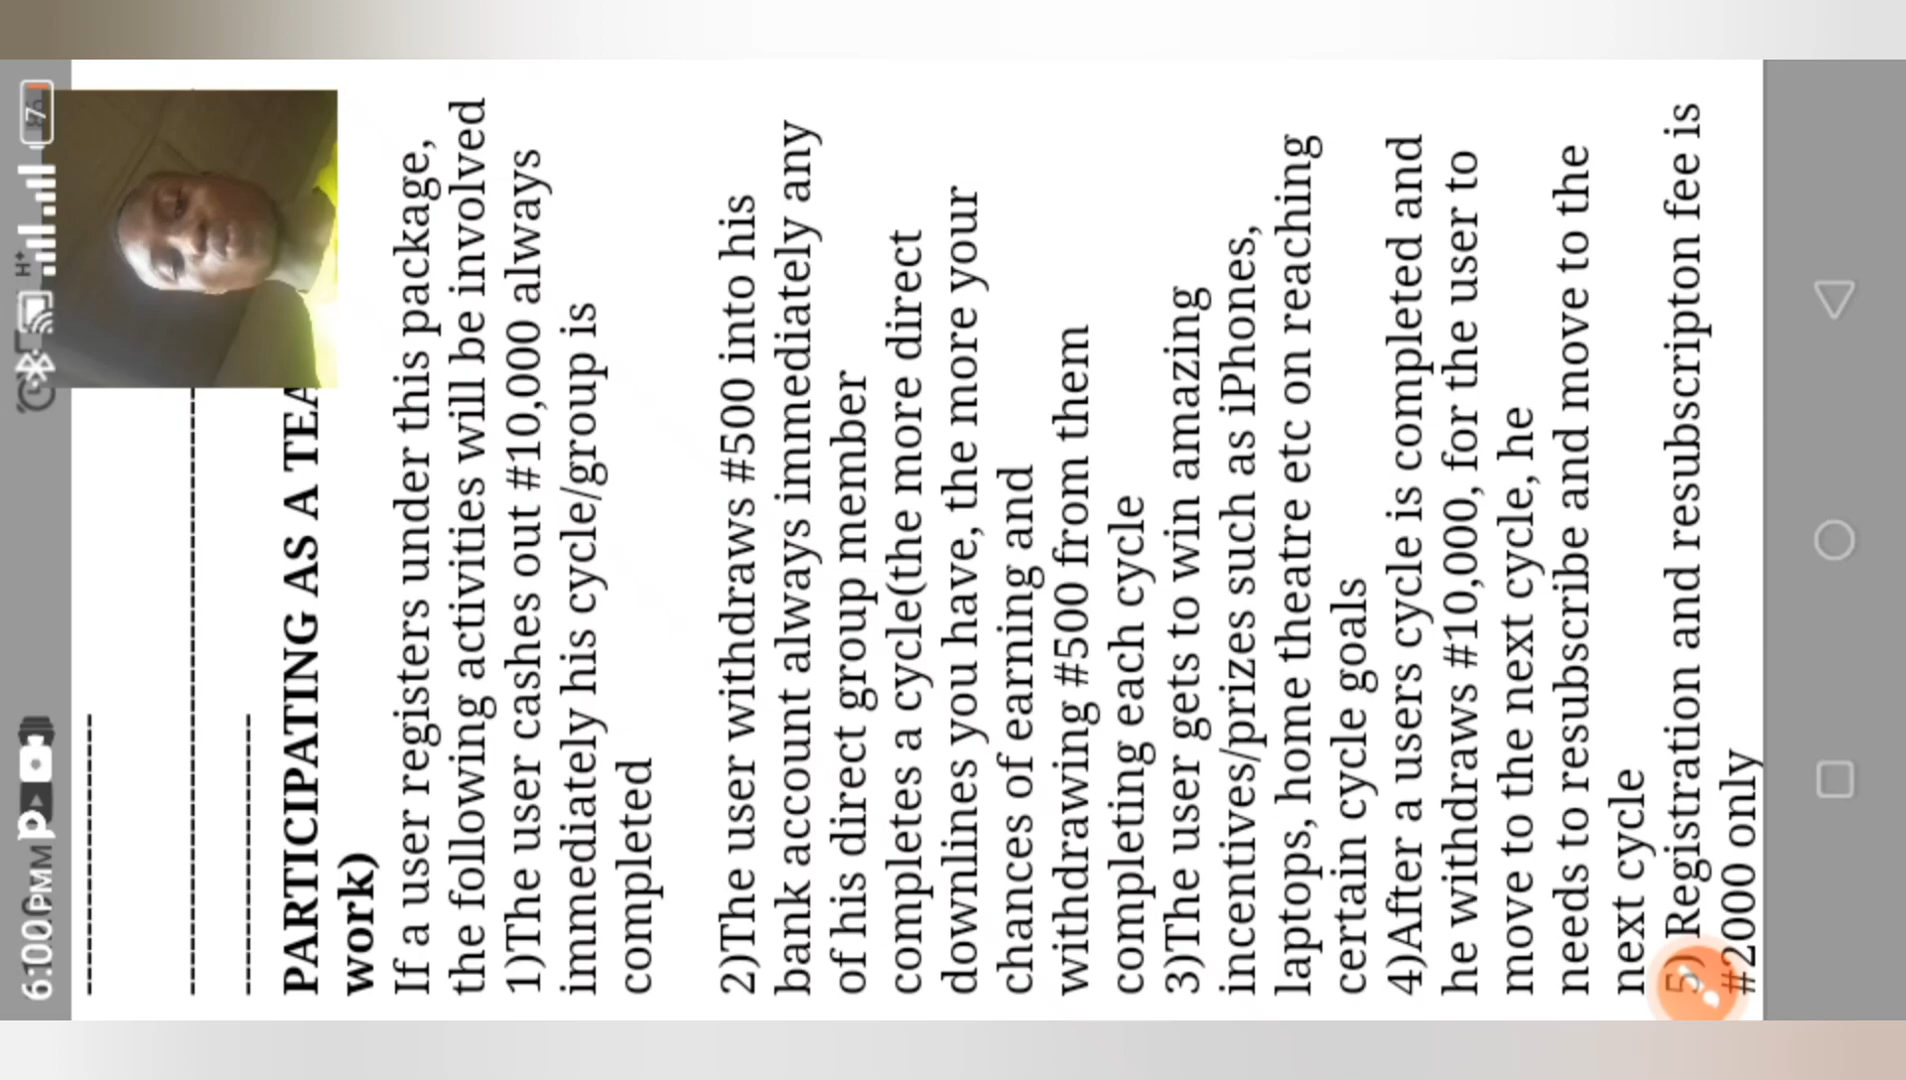 6:00 PM
H+
7
PARTICIPATING AS A TEA
work)
If a user registers under this package,
the following activities will be involved
1)The user cashes out #10,000 always
immediately his cycle/group is
completed
2)The user withdraws #500 into his
bank account always immediately any
of his direct group member
completes a cycle(the more direct
downlines you have, the more your
chances of earning and
withdrawing #500 from them
completing each cycle
3)The user gets to win amazing
incentives/prizes such as iPhones,
laptops, home theatre etc on reaching
certain cycle goals
4)After a users cycle is completed and
he withdraws #10,000, for the user to
move to the next cycle, he
needs to resubscribe and move to the
next cycle
5) Registration and resubscripton fee is
#2000 only